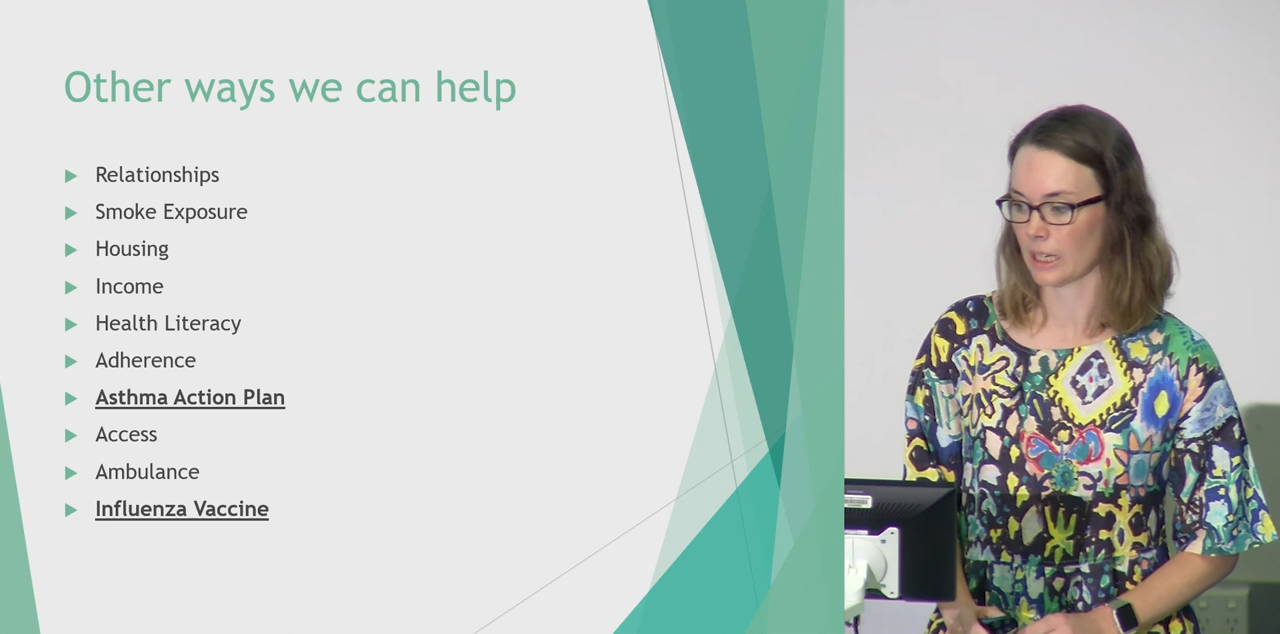 Other ways we can help
Relationships
Smoke Exposure
Housing
Income
Health Literacy
Adherence
Asthma Action Plan
Access
Ambulance
Influenza Vaccine